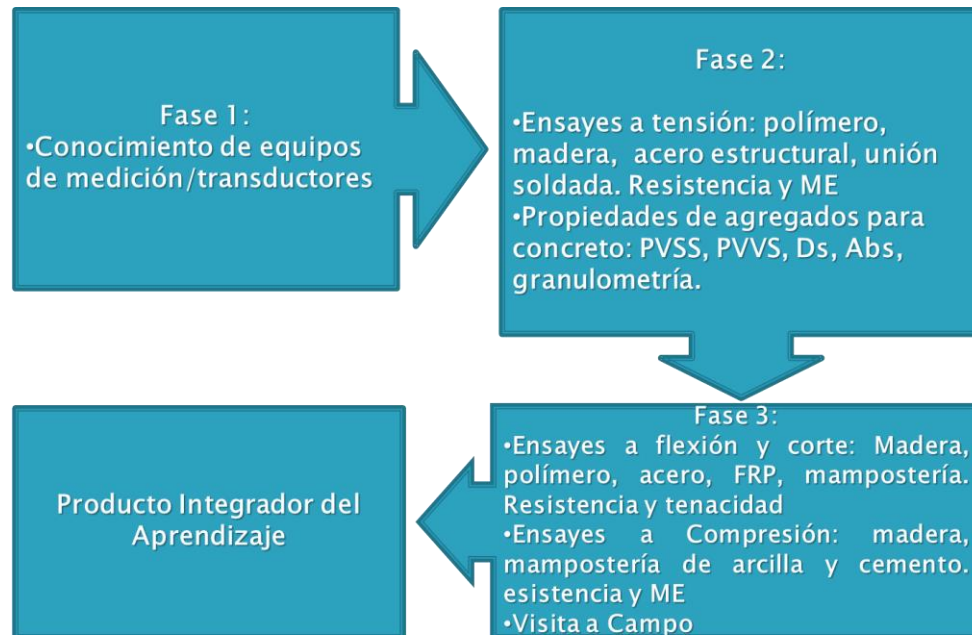 Fase 1:
•Conocimiento de equipos
de medición/transductores
Fase 2:
•Ensayes a tensión: polímero,
madera, acero estructural, unión
soldada. Resistencia y ME
•Propiedades de agregados para
concreto: PVSS, PVVS, Ds, Abs,
granulometría.
Fase 3:
•Ensayes a flexión y corte: Madera,
polímero, acero, FRP, mampostería.
Resistencia y tenacidad
•Ensayes a Compresión: madera,
mampostería de arcilla y cemento.
esistencia y ME
•Visita a Campo
Producto Integrador del
Aprendizaje